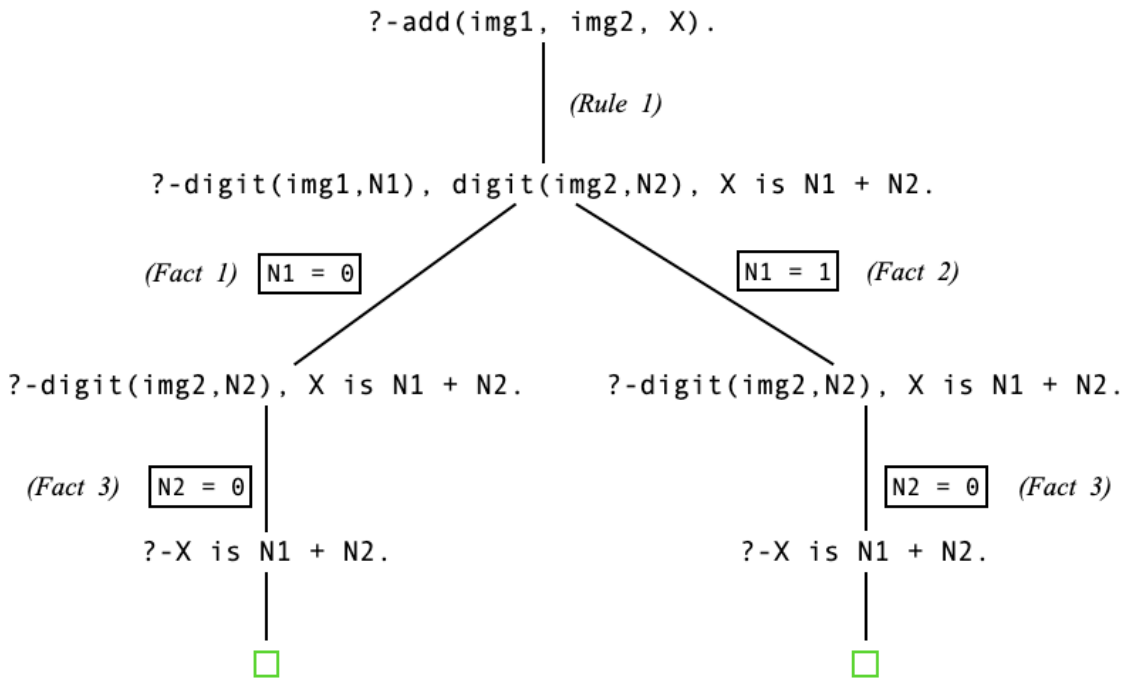 ?-add(img1, img2, X).
(Rule 1)
?-digit(img1,N1), digit(img2,N2), X is N1 + N2.
(Fact 1) N1 = 0 N1 = 1 (Fact 2)
?-digit(img2,N2), X is N1 + N2. ?-digit(img2,N2), X is N1 + N2.
(Fact 3) N2 = 0 N2 = 0 (Fact 3)
?-X is N1 + N2. ?-X is N1 + N2.